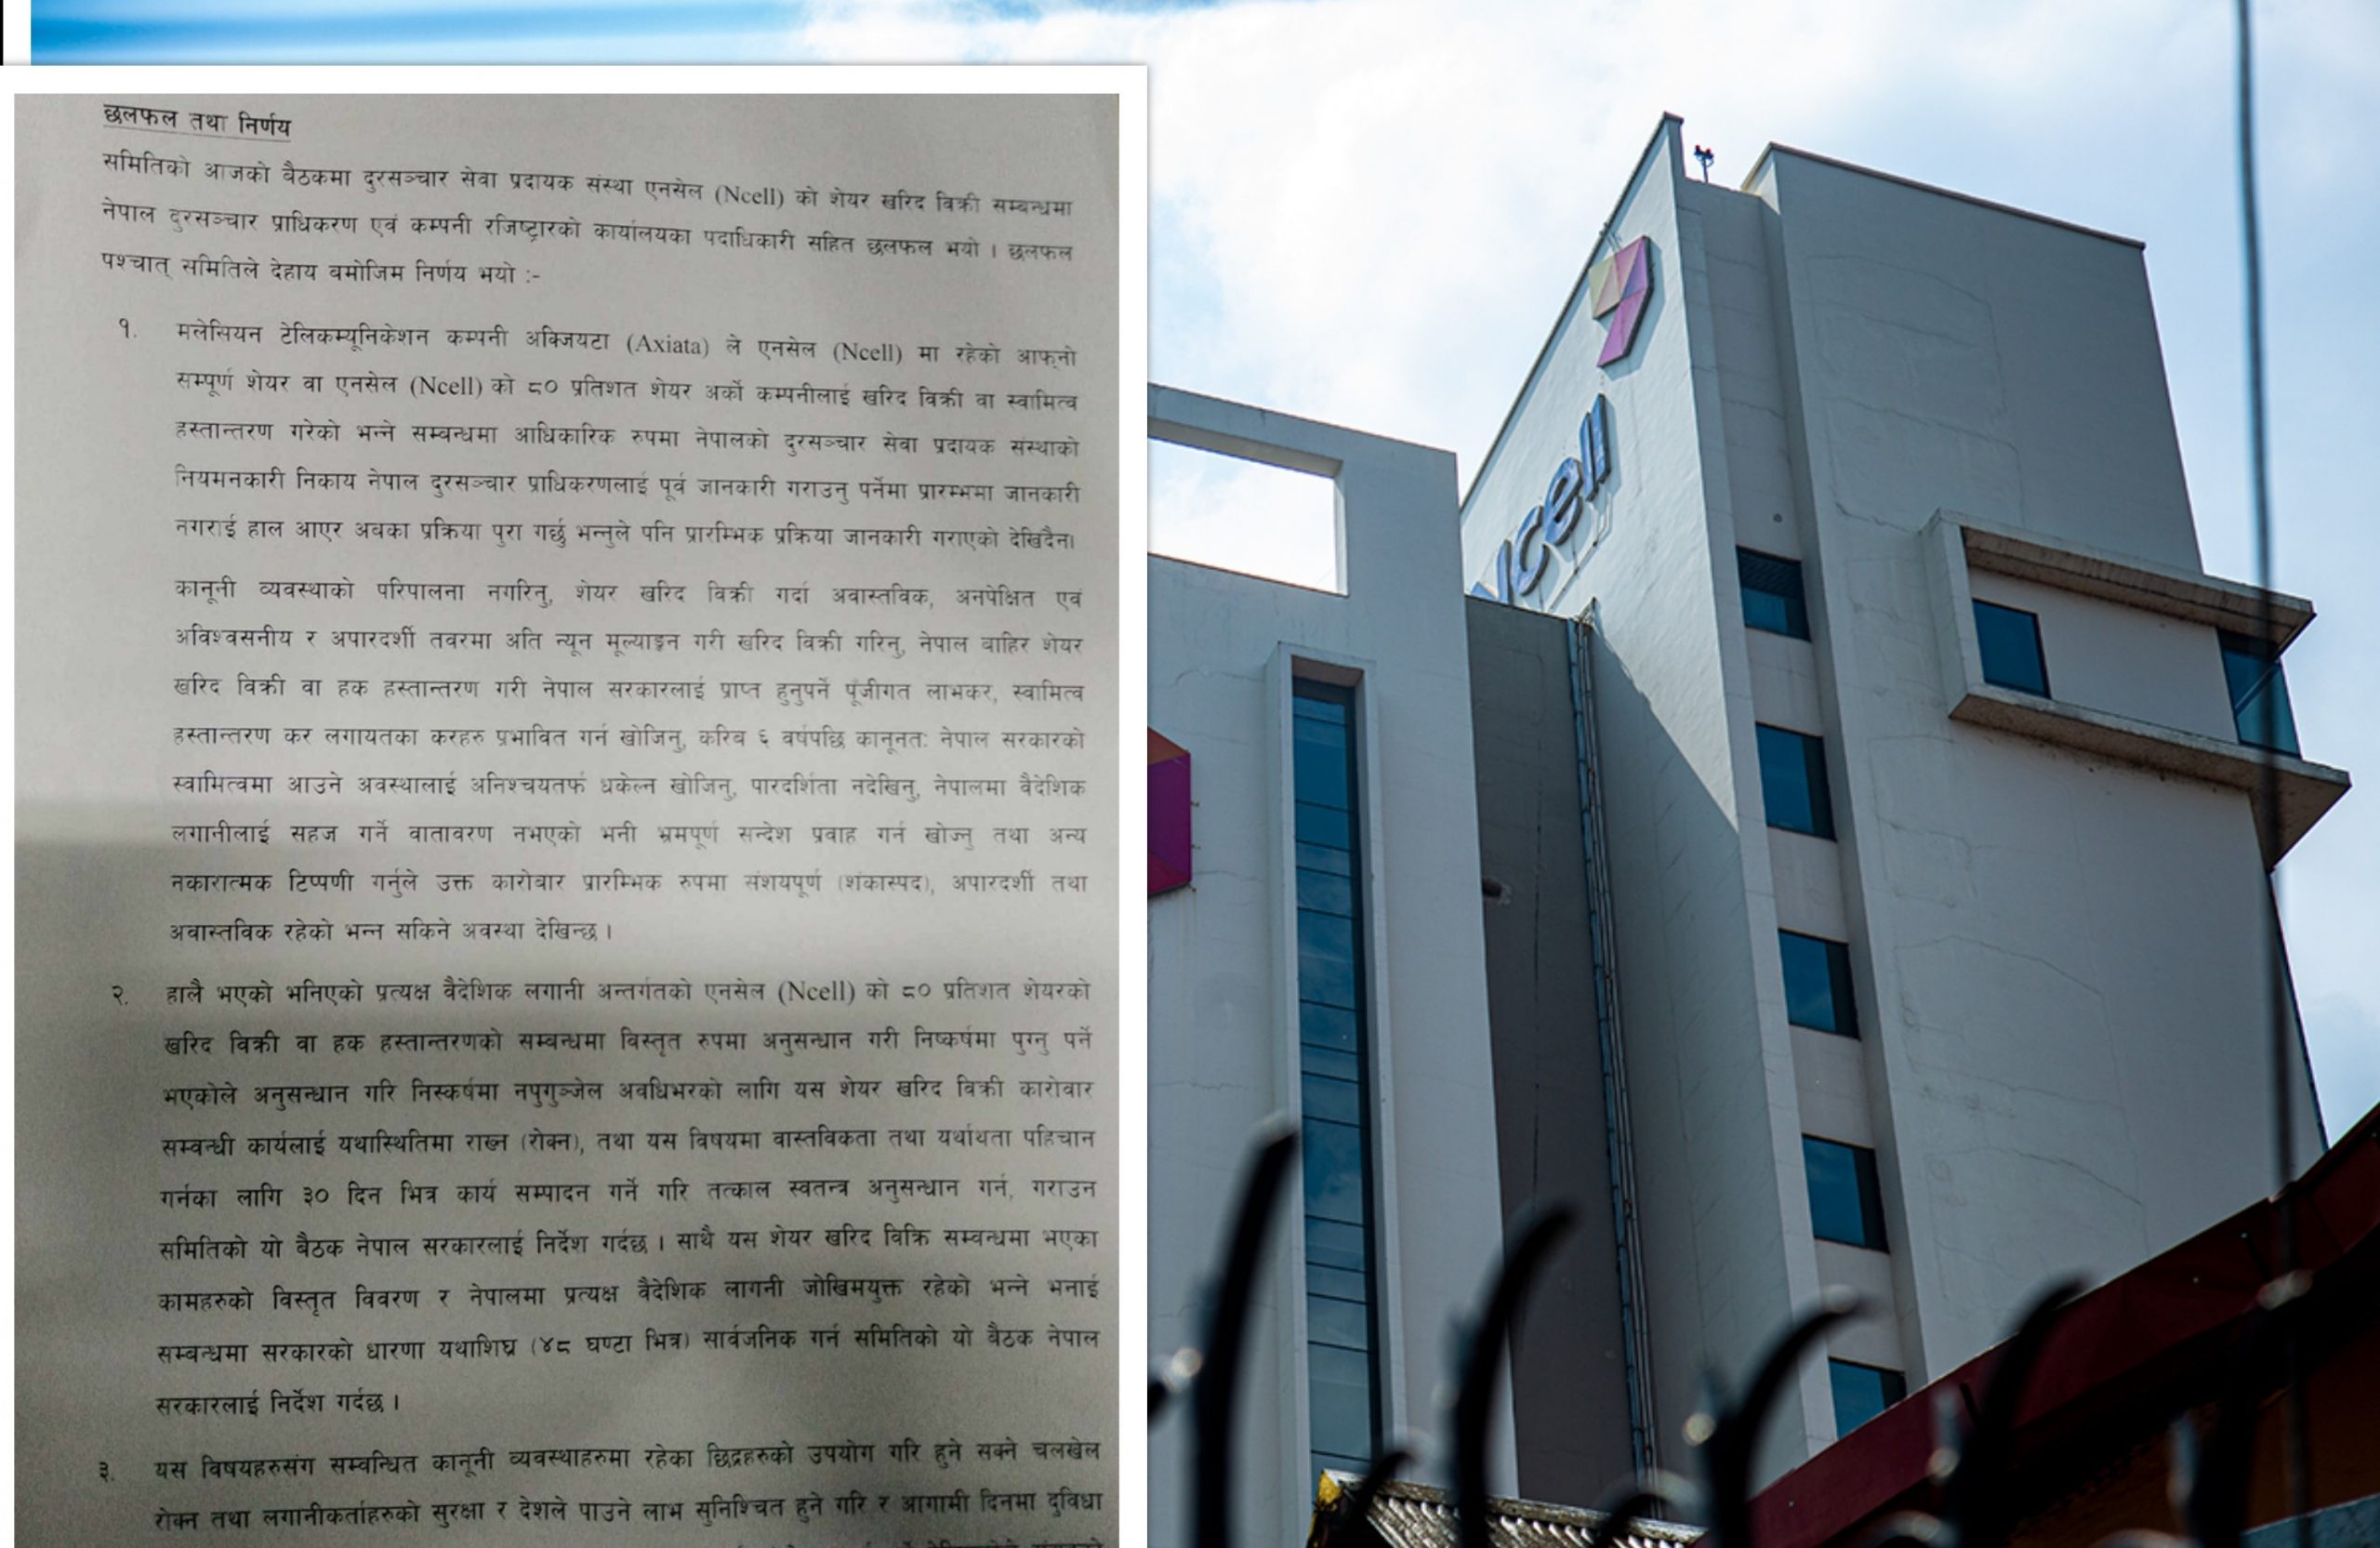 छलफल तथा निर्णय
समितिको आजको बैठकमा दुरसञ्चार सेवा प्रदायक संस्था एनसेल (Ncell) को शेयर खरिद विक्री सम्बन्धमा
नेपाल दुरसञ्चार प्राधिकरण एवं कम्पनी रजिष्ट्रारको कार्यालयका पदाधिकारी सहित छलफल भयो । छलफल
पश्चात् समितिले देहाय बमोजिम निर्णय भयो :-
१. मलेसियन टेलिकम्यूनिकेशन कम्पनी अक्जियटा (Axiata) ले एनसेल (Ncell) मा रहेको आफ्नो
सम्पूर्ण शेयर वा एनसेल (Ncell) को ८० प्रतिशत शेयर अर्को कम्पनीलाई खरिद विक्री वा स्वामित्व
हस्तान्तरण गरेको भन्ने सम्बन्धमा आधिकारिक रुपमा नेपालको दुरसञ्चार सेवा प्रदायक संस्थाको
नियमनकारी निकाय नेपाल दुरसञ्चार प्राधिकरणलाई पूर्व जानकारी गराउनु पर्नेमा प्रारम्भमा जानकारी
नगराई हाल आएर अबका प्रक्रिया पुरा गर्छु भन्नुले पनि प्रारम्भिक प्रक्रिया जानकारी गराएको देखिदैन।
कानूनी व्यवस्थाको परिपालना नगरिनु, शेयर खरिद विक्री गर्दा अवास्तविक, अनपेक्षित एवं
अविश्वसनीय र अपारदर्शी तवरमा अति न्यून मूल्याङ्कन गरी खरिद विक्री गरिनु, नेपाल बाहिर शेयर
खरिद विक्री वा हक हस्तान्तरण गरी नेपाल सरकारलाई प्राप्त हुनुपर्ने पूंजीगत लाभकर, स्वामित्व
हस्तान्तरण कर लगायतका करहरु प्रभावित गर्न खोजिनु, करिब ६ वर्षपछि कानूनत: नेपाल सरकारको
स्वामित्वमा आउने अवस्थालाई अनिश्चयतर्फ धकेल्न खोजिनु, पारदर्शिता नदेखिनु, नेपालमा वैदेशिक
लगानीलाई सहज गर्ने वातावरण नभएको भनी भ्रमपूर्ण सन्देश प्रवाह गर्न खोज्नु तथा अन्य
नकारात्मक टिप्पणी गर्नुले उक्त कारोबार प्रारम्भिक रुपमा संशयपूर्ण (शंकास्पद), अपारदर्शी तथा
अवास्तविक रहेको भन्न सकिने अवस्था देखिन्छ ।
२. हालै भएको भनिएको प्रत्यक्ष वैदेशिक लगानी अन्तर्गतको एनसेल (Ncell) को ८० प्रतिशत शेयरको
खरिद विक्री वा हक हस्तान्तरणको सम्बन्धमा विस्तृत रुपमा अनुसन्धान गरी निष्कर्षमा पुग्नु पर्ने
भएकोले अनुसन्धान गरि निस्कर्षमा नपुगुञ्जेल अवधिभरको लागि यस शेयर खरिद विक्री कारोवार
सम्वन्धी कार्यलाई यथास्थितिमा राख्न (रोक्न), तथा यस विषयमा वास्तविकता तथा यर्थाथता पहिचान
गर्नका लागि ३० दिन भित्र कार्य सम्पादन गर्ने गरि तत्काल स्वतन्त्र अनुसन्धान गर्न, गराउन
समितिको यो बैठक नेपाल सरकारलाई निर्देश गर्दछ । साथै यस शेयर खरिद विक्रि सम्वन्धमा भएका
कामहरुको विस्तृत विवरण र नेपालमा प्रत्यक्ष वैदेशिक लागनी जोखिमयुक्त रहेको भन्ने भनाई
सम्बन्धमा सरकारको धारणा यथाशिघ्र (४८ घण्टा भित्र) सार्वजनिक गर्न समितिको यो बैठक नेपाल
सरकारलाई निर्देश गर्दछ ।
३. यस विषयहरुसंग सम्वन्धित कानूनी व्यवस्थाहरुमा रहेका छिद्रहरुको उपयोग गरि हुने सक्ने चलखेल
रोक्न तथा लगानीकर्ताहरुको सुरक्षा र देशले पाउने लाभ सुनिश्चित हुने गरि र आगामी दिनमा दुविधा
Ncell